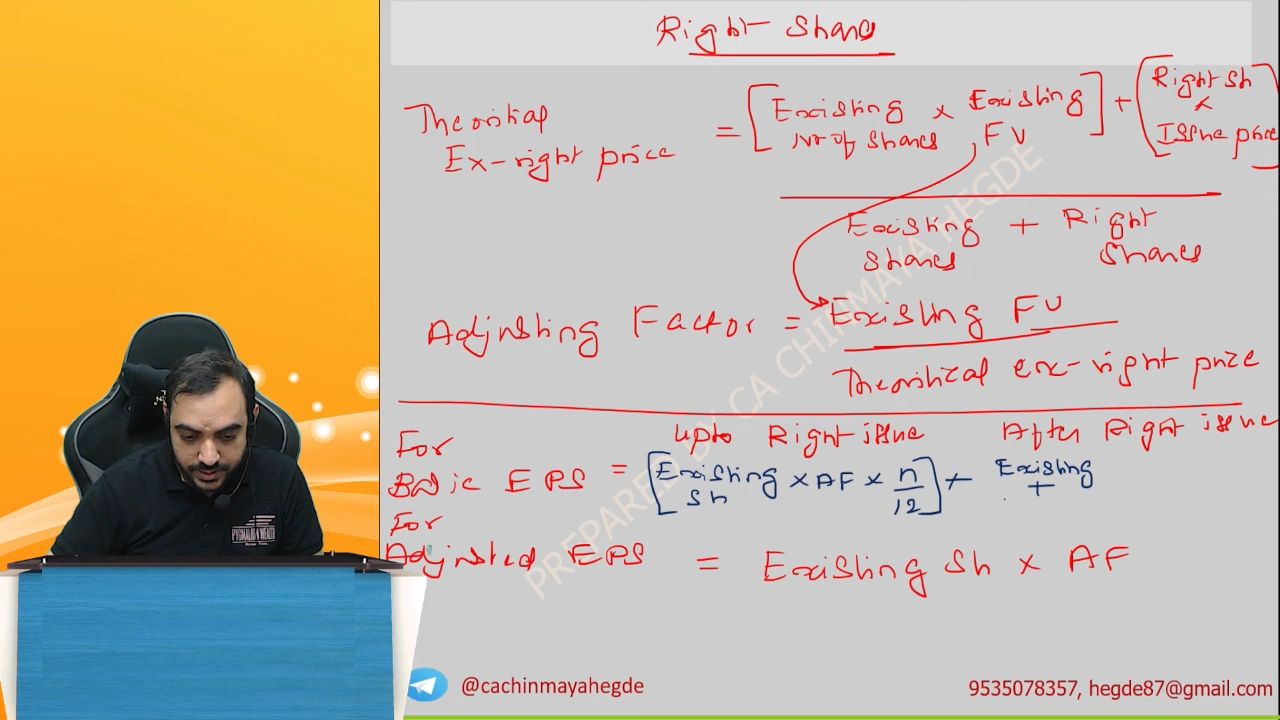 Right Share
Theoritical Ex-right price = [Existing Nr of shares × Existing FV] + [Right sh × Issue price]
Existing shares + Right shares
Adjusting Factor = Existing FV
Theoritical ex-right price
upto Right issue After Right issue
For Basic EPS = [Existing sh × AF × n/12] + Existing +
For Adjusted EPS = Existing Sh × AF
PREPARED BY CA CHINMAYA HEGDE
PYGNALION WEALTH
@cachinmayahegde
9535078357, hegde87@gmail.com